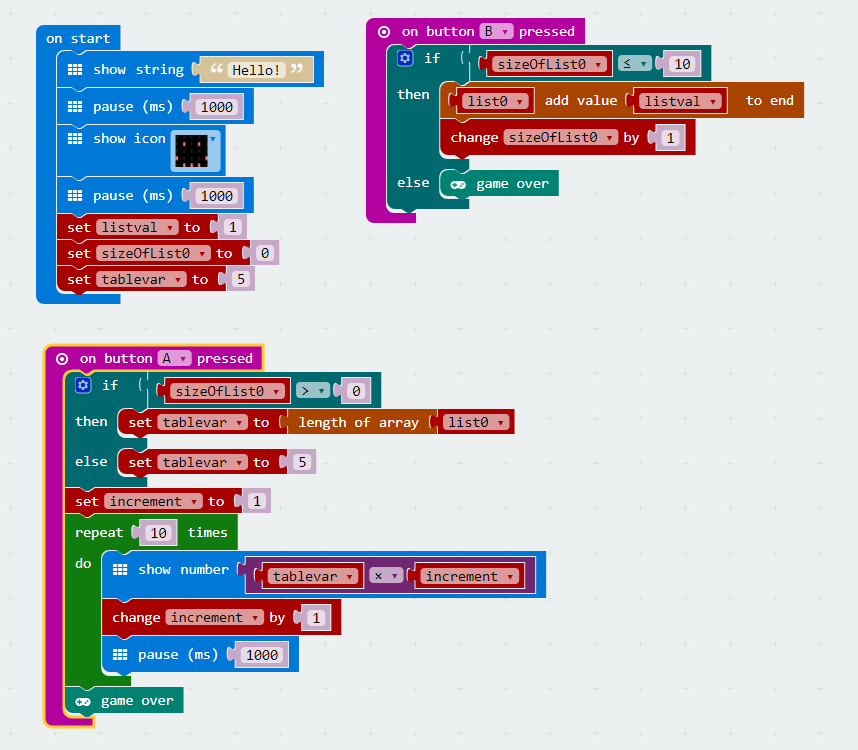 on start
show string “ Hello! ”
pause (ms) 1000
show icon
pause (ms) 1000
set listval to 1
set sizeOfList0 to 0
set tablevar to 5
on button B pressed
if sizeOfList0 ≤ 10
then list0 add value listval to end
change sizeOfList0 by 1
else game over
on button A pressed
if sizeOfList0 > 0
then set tablevar to length of array list0
else set tablevar to 5
set increment to 1
repeat 10 times
do show number tablevar × increment
change increment by 1
pause (ms) 1000
game over